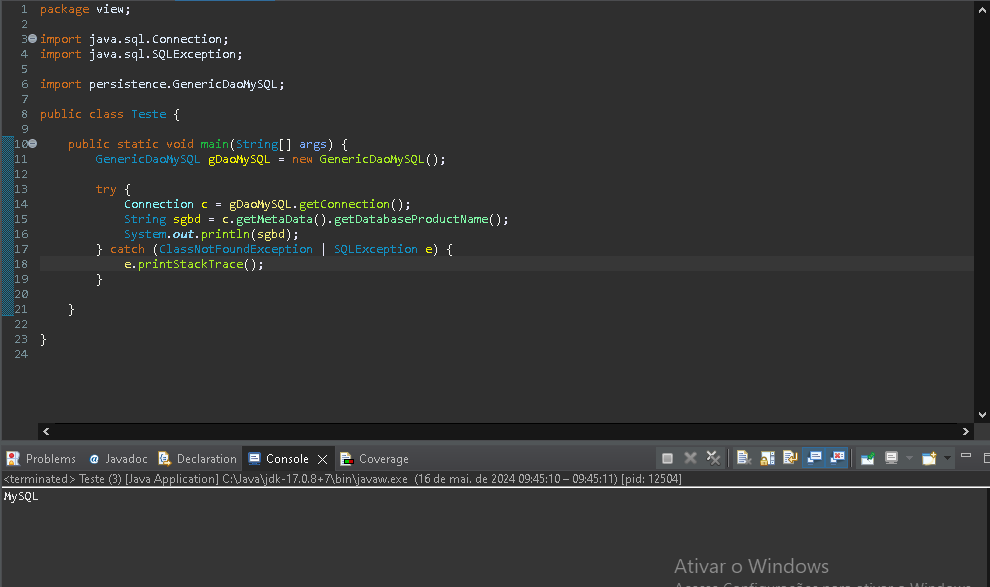 1 package view;
2
3 import java.sql.Connection;
4 import java.sql.SQLException;
5
6 import persistence.GenericDaoMySQL;
7
8 public class Teste {
9
10 public static void main(String[] args) {
11 GenericDaoMySQL gDaoMySQL = new GenericDaoMySQL();
12
13 try {
14 Connection c = gDaoMySQL.getConnection();
15 String sgbd = c.getMetaData().getDatabaseProductName();
16 System.out.println(sgbd);
17 } catch (ClassNotFoundException | SQLException e) {
18 e.printStackTrace();
19 }
20
21 }
22
23 }
24
Problems @ Javadoc Declaration Console Coverage
<terminated> Teste (3) [Java Application] C:\Java\jdk-17.0.8+7\bin\javaw.exe (16 de mai. de 2024 09:45:10 – 09:45:11) [pid: 12504]
MySQL
Ativar o Windows